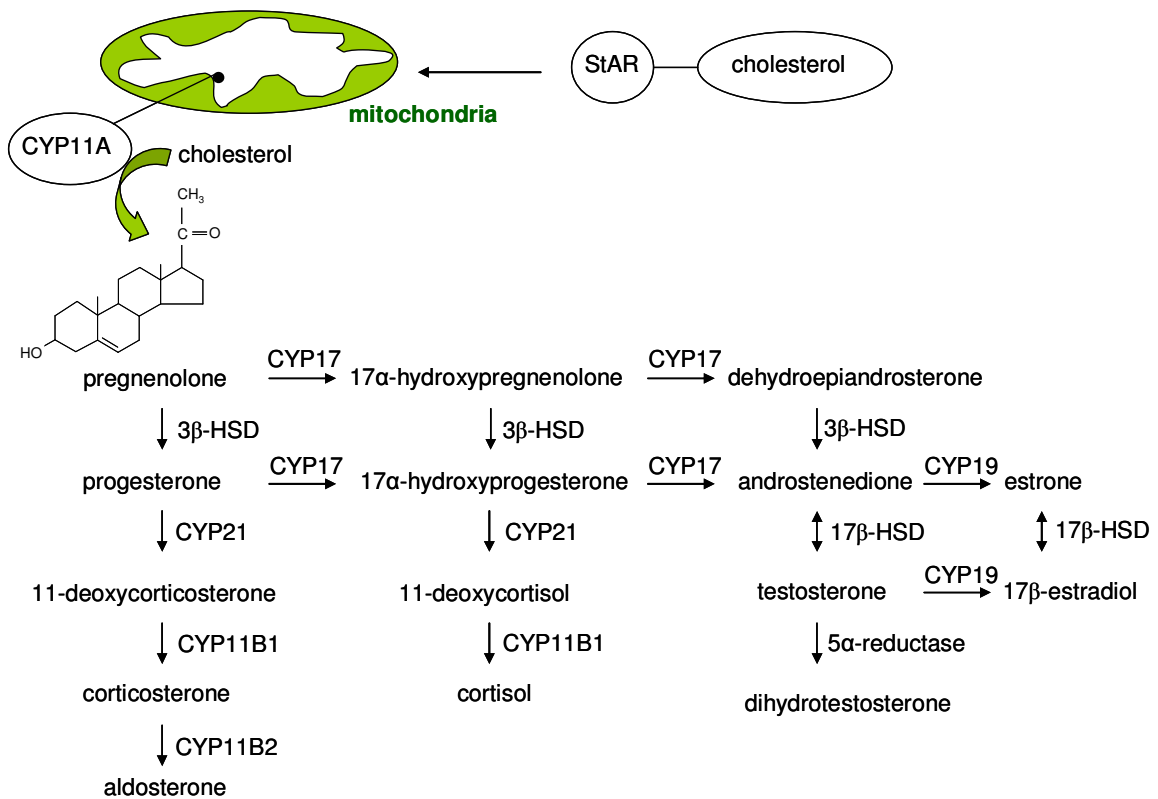 StAR cholesterol
mitochondria
CYP11A
cholesterol
CH3
C=O
HO
CYP17 CYP17
pregnenolone 17α-hydroxypregnenolone dehydroepiandrosterone
3β-HSD 3β-HSD 3β-HSD
CYP17 CYP17 CYP19
progesterone 17α-hydroxyprogesterone androstenedione estrone
CYP21 CYP21 17β-HSD 17β-HSD
CYP19
11-deoxycorticosterone 11-deoxycortisol testosterone 17β-estradiol
CYP11B1 CYP11B1 5α-reductase
corticosterone cortisol dihydrotestosterone
CYP11B2
aldosterone